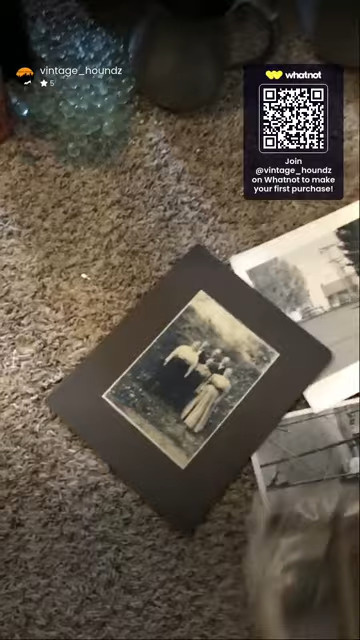 vintage_houndz
5
whatnot
Join
@vintage_houndz
on Whatnot to make
your first purchase!